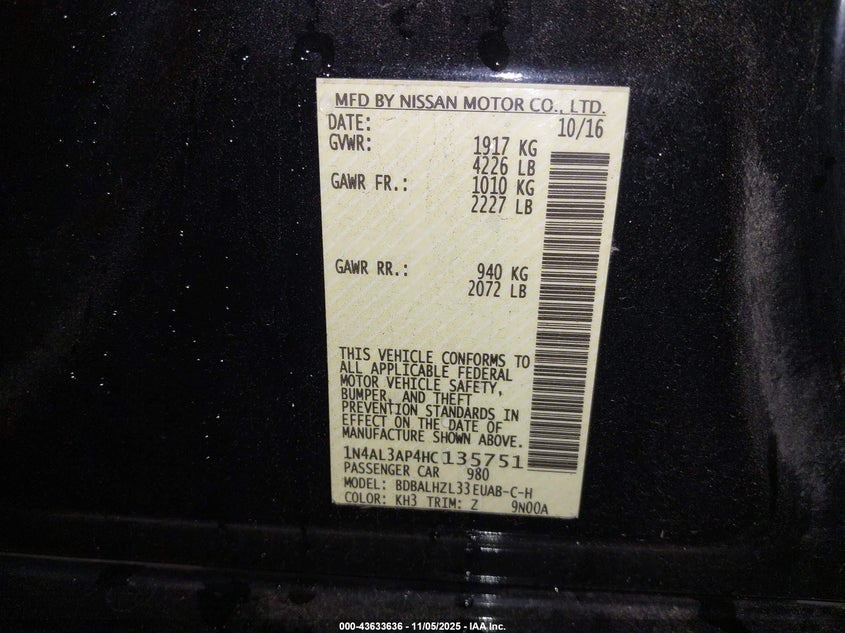 MFD BY NISSAN MOTOR CO., LTD.
DATE: 10/16
GVWR: 1917 KG
4226 LB
GAWR FR.: 1010 KG
2227 LB
GAWR RR.: 940 KG
2072 LB
THIS VEHICLE CONFORMS TO
ALL APPLICABLE FEDERAL
MOTOR VEHICLE SAFETY,
BUMPER, AND THEFT
PREVENTION STANDARDS IN
EFFECT ON THE DATE OF
MANUFACTURE SHOWN ABOVE.
1N4AL3AP4HC135751
PASSENGER CAR 980
MODEL: BDBALHZL33EUAB-C-H
COLOR: KH3 TRIM: Z 9N00A
000-43633636 - 11/05/2025 - IAA Inc.